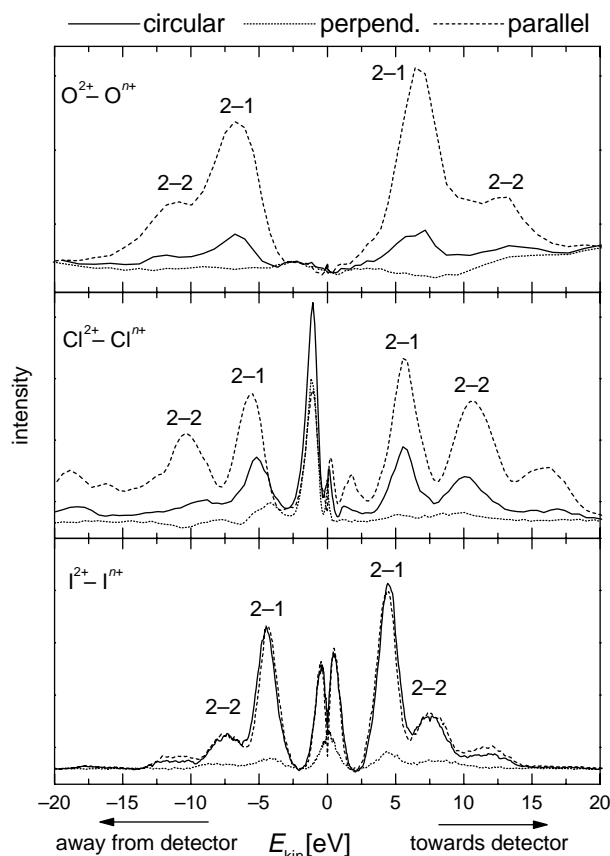 circular perpend. parallel
O²⁺– Oⁿ⁺
2–1
2–1
2–2
2–2
Cl²⁺– Clⁿ⁺
2–1
2–1
2–2
2–2
intensity
I²⁺– Iⁿ⁺
2–1
2–1
2–2
2–2
–20 –15 –10 –5 0 5 10 15 20
away from detector E_kin [eV] towards detector